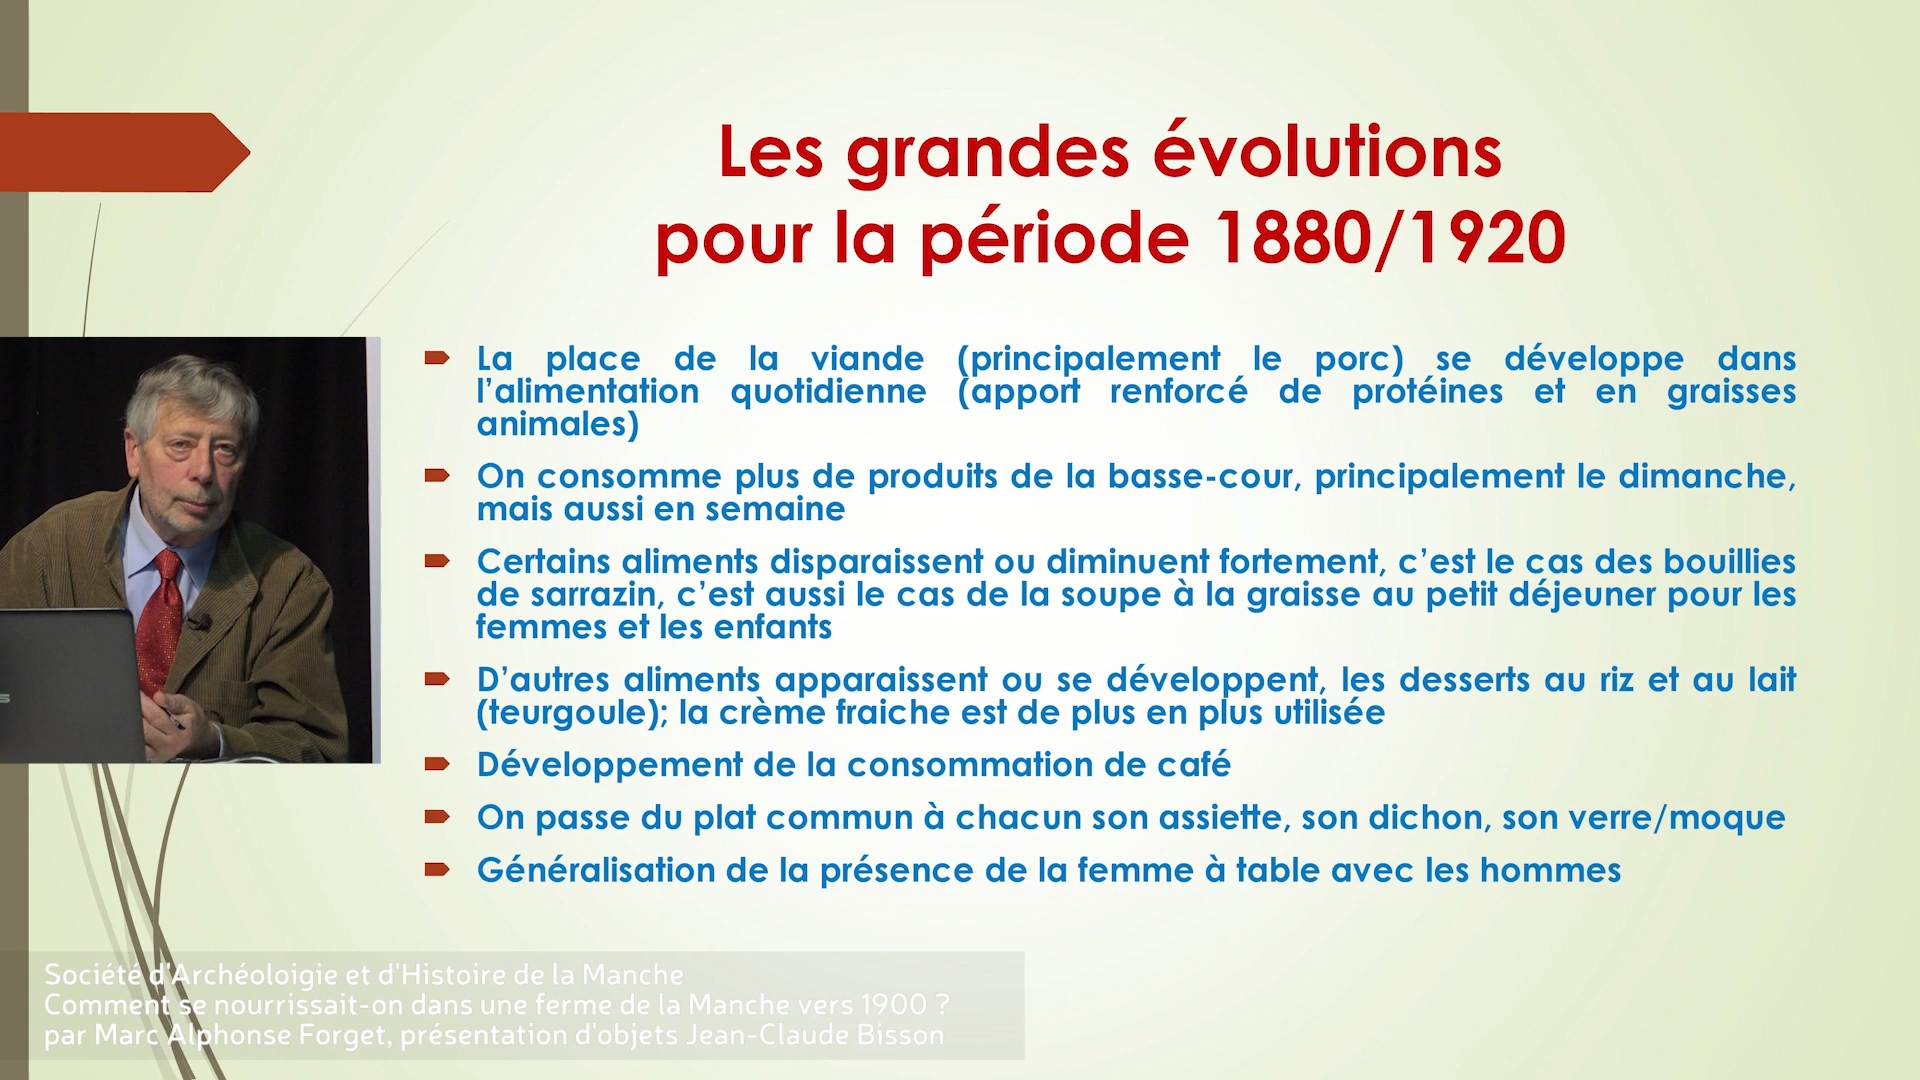 Les grandes évolutions
pour la période 1880/1920
La place de la viande (principalement le porc) se développe dans
l’alimentation quotidienne (apport renforcé de protéines et en graisses
animales)
On consomme plus de produits de la basse-cour, principalement le dimanche,
mais aussi en semaine
Certains aliments disparaissent ou diminuent fortement, c’est le cas des bouillies
de sarrazin, c’est aussi le cas de la soupe à la graisse au petit déjeuner pour les
femmes et les enfants
D’autres aliments apparaissent ou se développent, les desserts au riz et au lait
(teurgoule); la crème fraiche est de plus en plus utilisée
Développement de la consommation de café
On passe du plat commun à chacun son assiette, son dichon, son verre/moque
Généralisation de la présence de la femme à table avec les hommes
Société d'Archéoloigie et d'Histoire de la Manche
Comment se nourrissait-on dans une ferme de la Manche vers 1900 ?
par Marc Alphonse Forget, présentation d'objets Jean-Claude Bisson